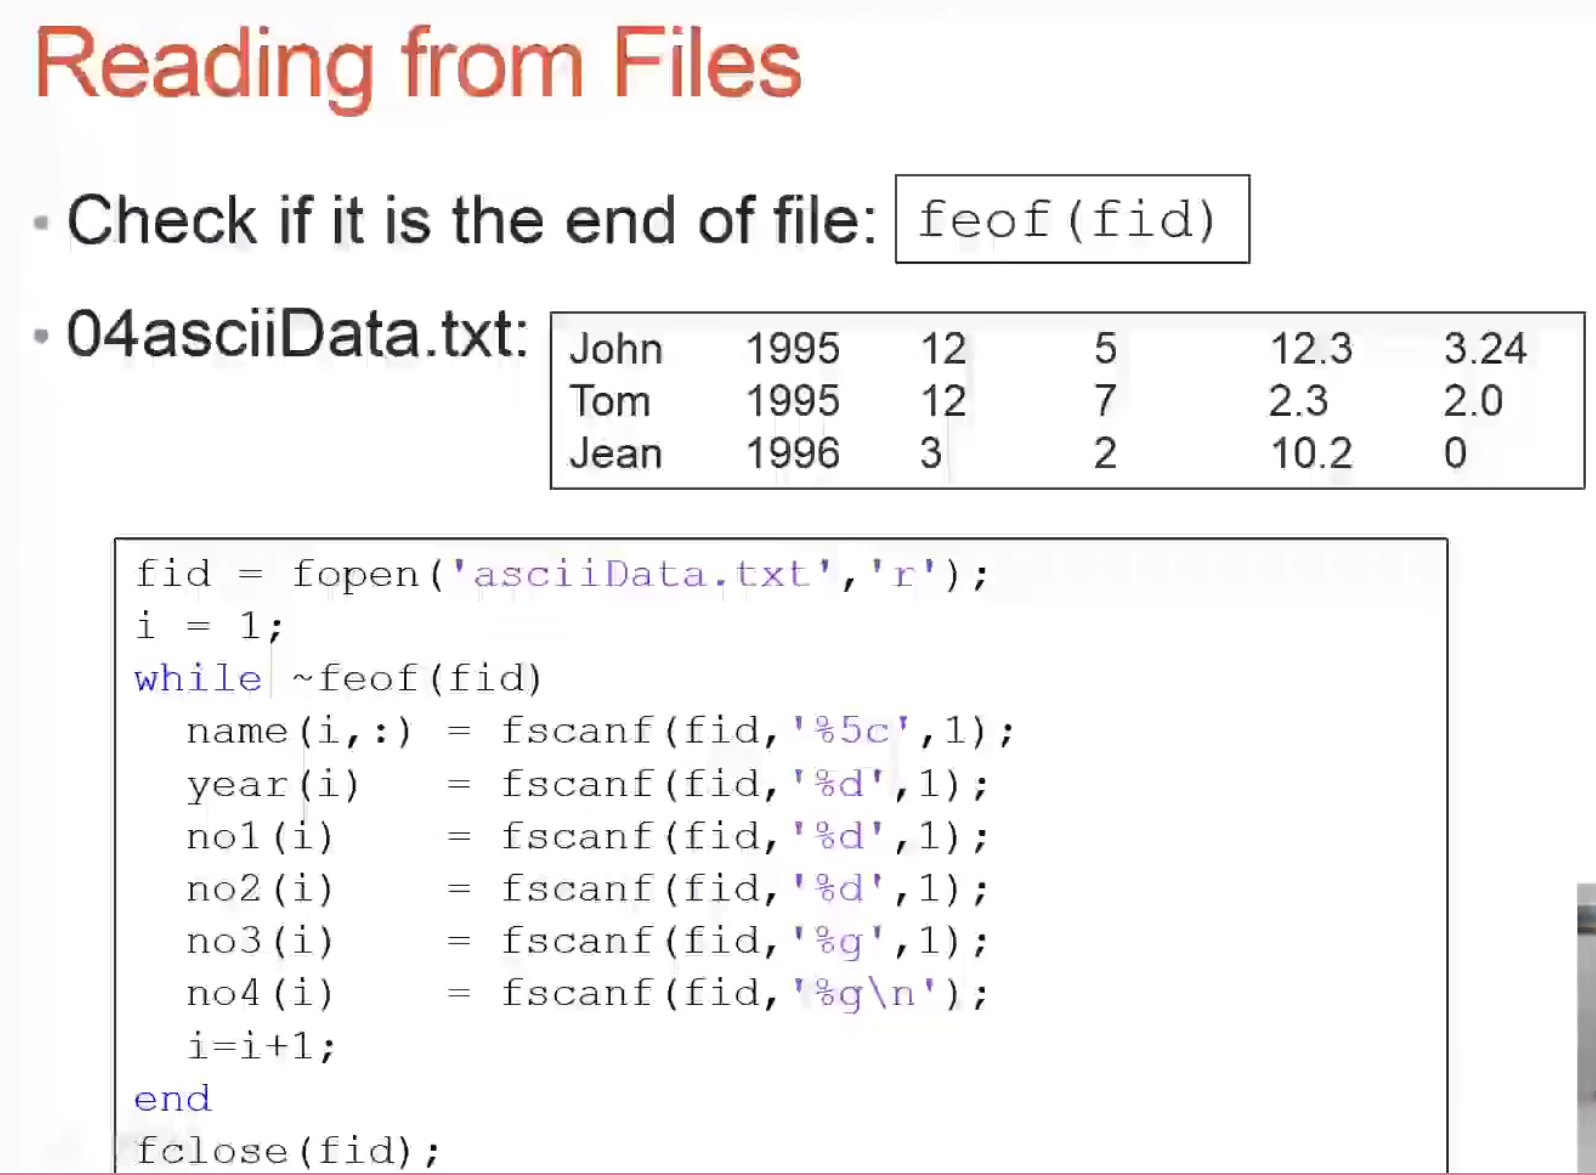 Reading from Files
• Check if it is the end of file: feof(fid)
• 04asciiData.txt:
John 1995 12 5 12.3 3.24
Tom 1995 12 7 2.3 2.0
Jean 1996 3 2 10.2 0
fid = fopen('asciiData.txt','r');
i = 1;
while ~feof(fid)
name(i,:) = fscanf(fid,'%5c',1);
year(i) = fscanf(fid,'%d',1);
no1(i) = fscanf(fid,'%d',1);
no2(i) = fscanf(fid,'%d',1);
no3(i) = fscanf(fid,'%g',1);
no4(i) = fscanf(fid,'%g\n');
i=i+1;
end
fclose(fid);